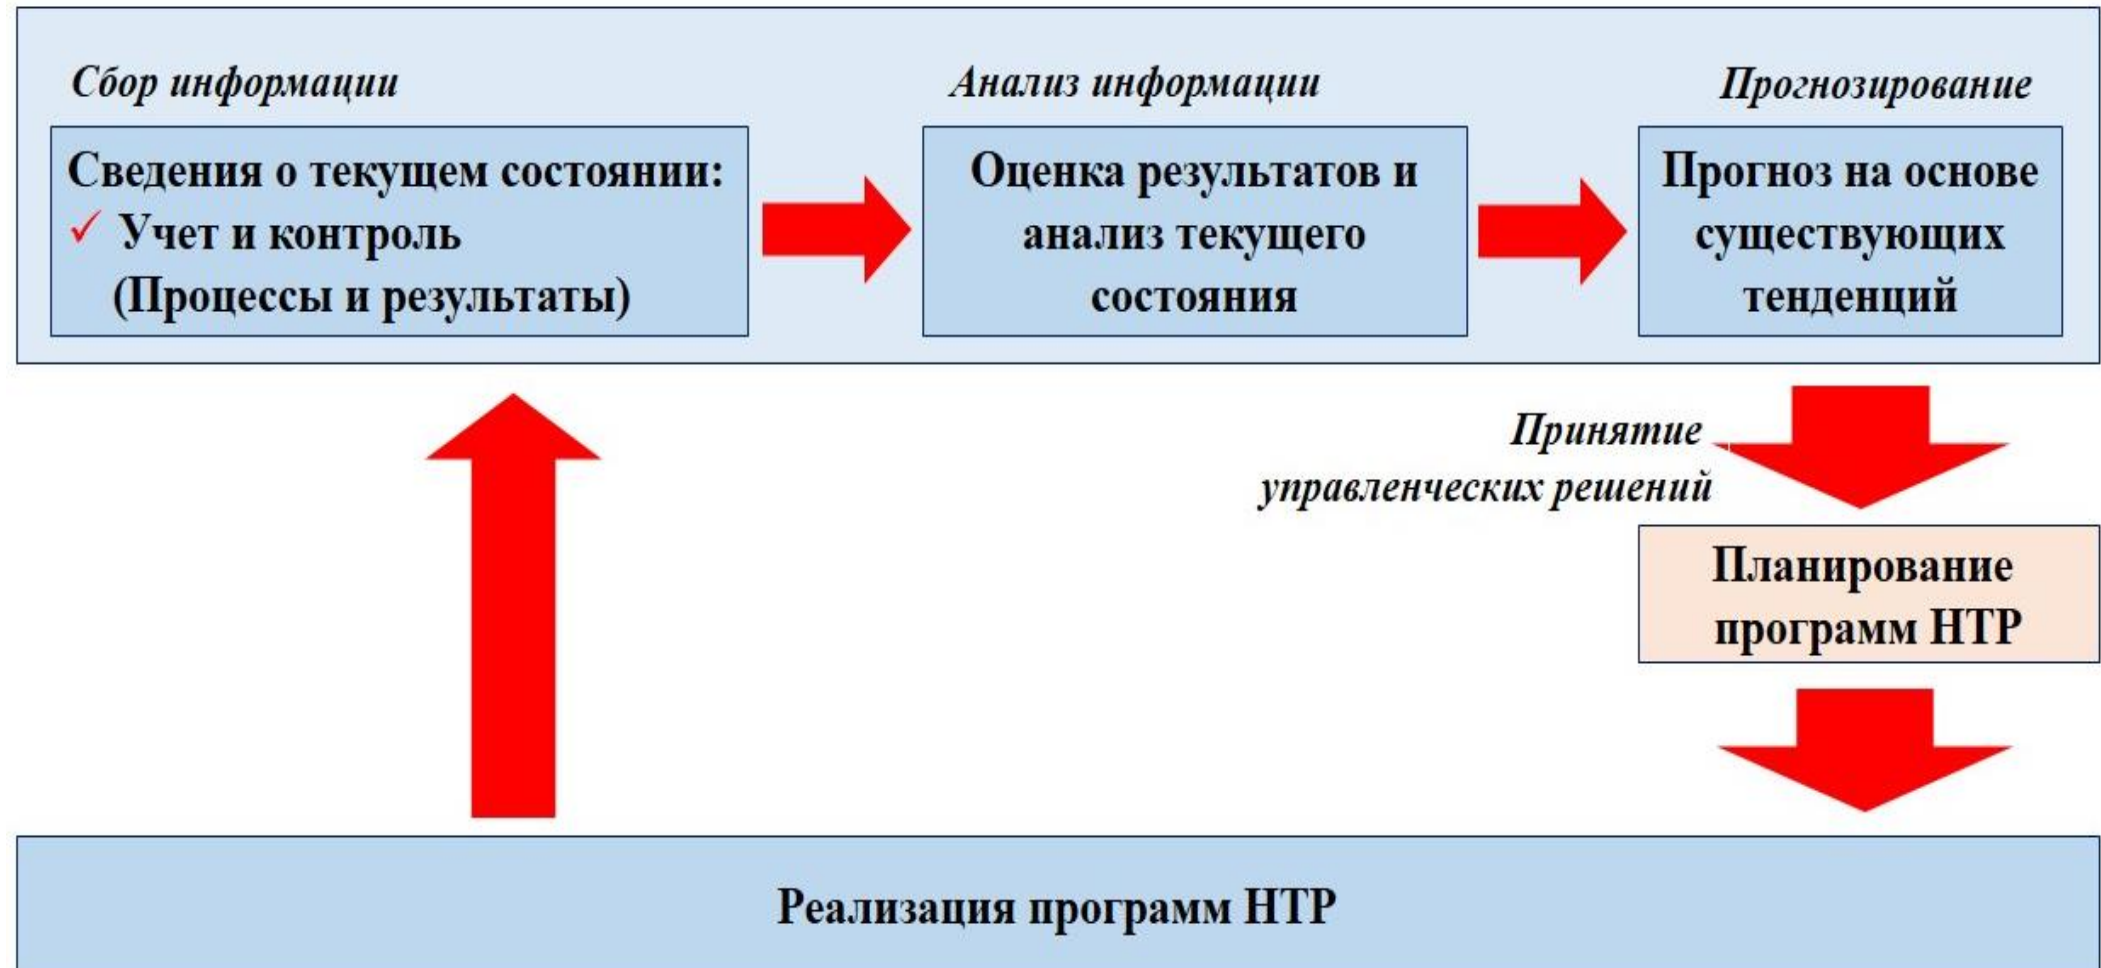 Сбор информации
Сведения о текущем состоянии:
✓ Учет и контроль
(Процессы и результаты)
Анализ информации
Оценка результатов и
анализ текущего
состояния
Прогнозирование
Прогноз на основе
существующих
тенденций
Принятие
управленческих решений
Планирование
программ НТР
Реализация программ НТР